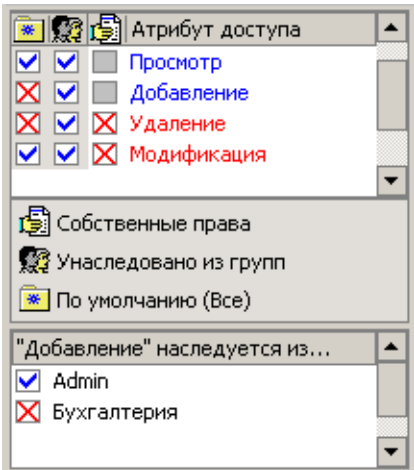 Атрибут доступа
Просмотр
Добавление
Удаление
Модификация
Собственные права
Унаследовано из групп
По умолчанию (Все)
"Добавление" наследуется из...
Admin
Бухгалтерия